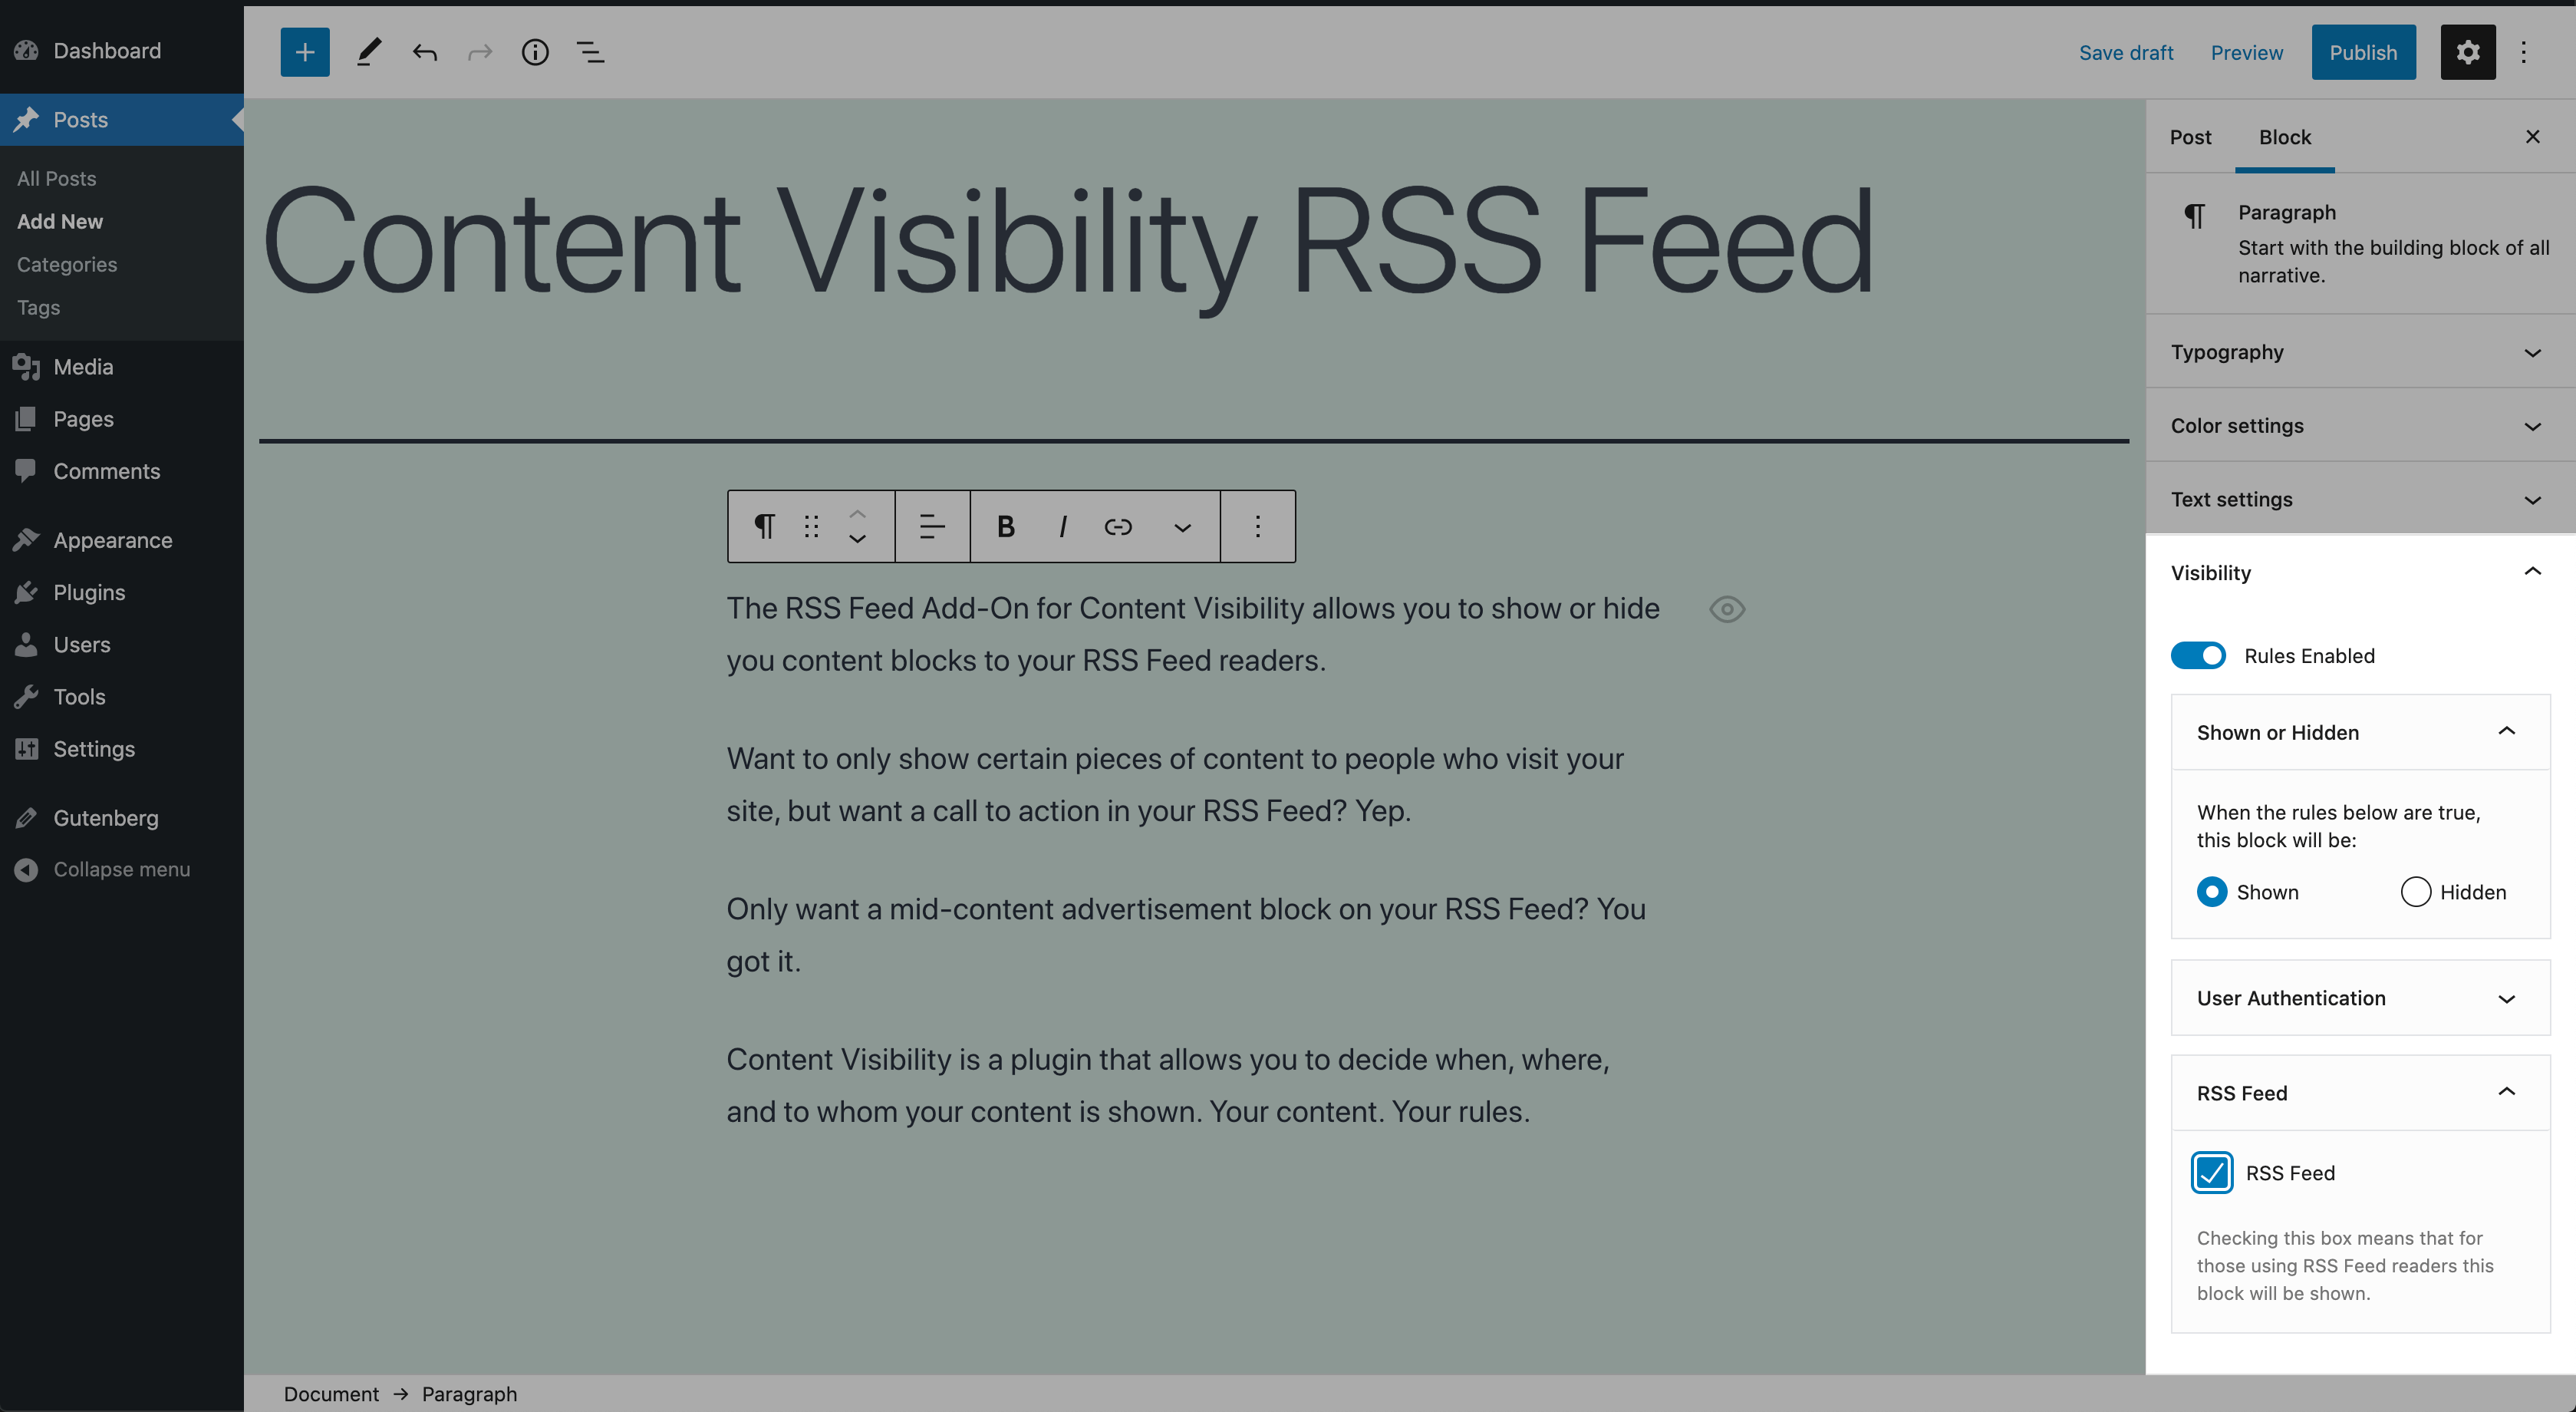 Dashboard
Posts
All Posts
Add New
Categories
Tags
Media
Pages
Comments
Appearance
Plugins
Users
Tools
Settings
Gutenberg
Collapse menu
Save draft
Preview
Publish
Content Visibility RSS Feed
B I
The RSS Feed Add-On for Content Visibility allows you to show or hide
you content blocks to your RSS Feed readers.
Want to only show certain pieces of content to people who visit your
site, but want a call to action in your RSS Feed? Yep.
Only want a mid-content advertisement block on your RSS Feed? You
got it.
Content Visibility is a plugin that allows you to decide when, where,
and to whom your content is shown. Your content. Your rules.
Post
Block
Paragraph
Start with the building block of all
narrative.
Typography
Color settings
Text settings
Visibility
Rules Enabled
Shown or Hidden
When the rules below are true,
this block will be:
Shown
Hidden
User Authentication
RSS Feed
RSS Feed
Checking this box means that for
those using RSS Feed readers this
block will be shown.
Document → Paragraph